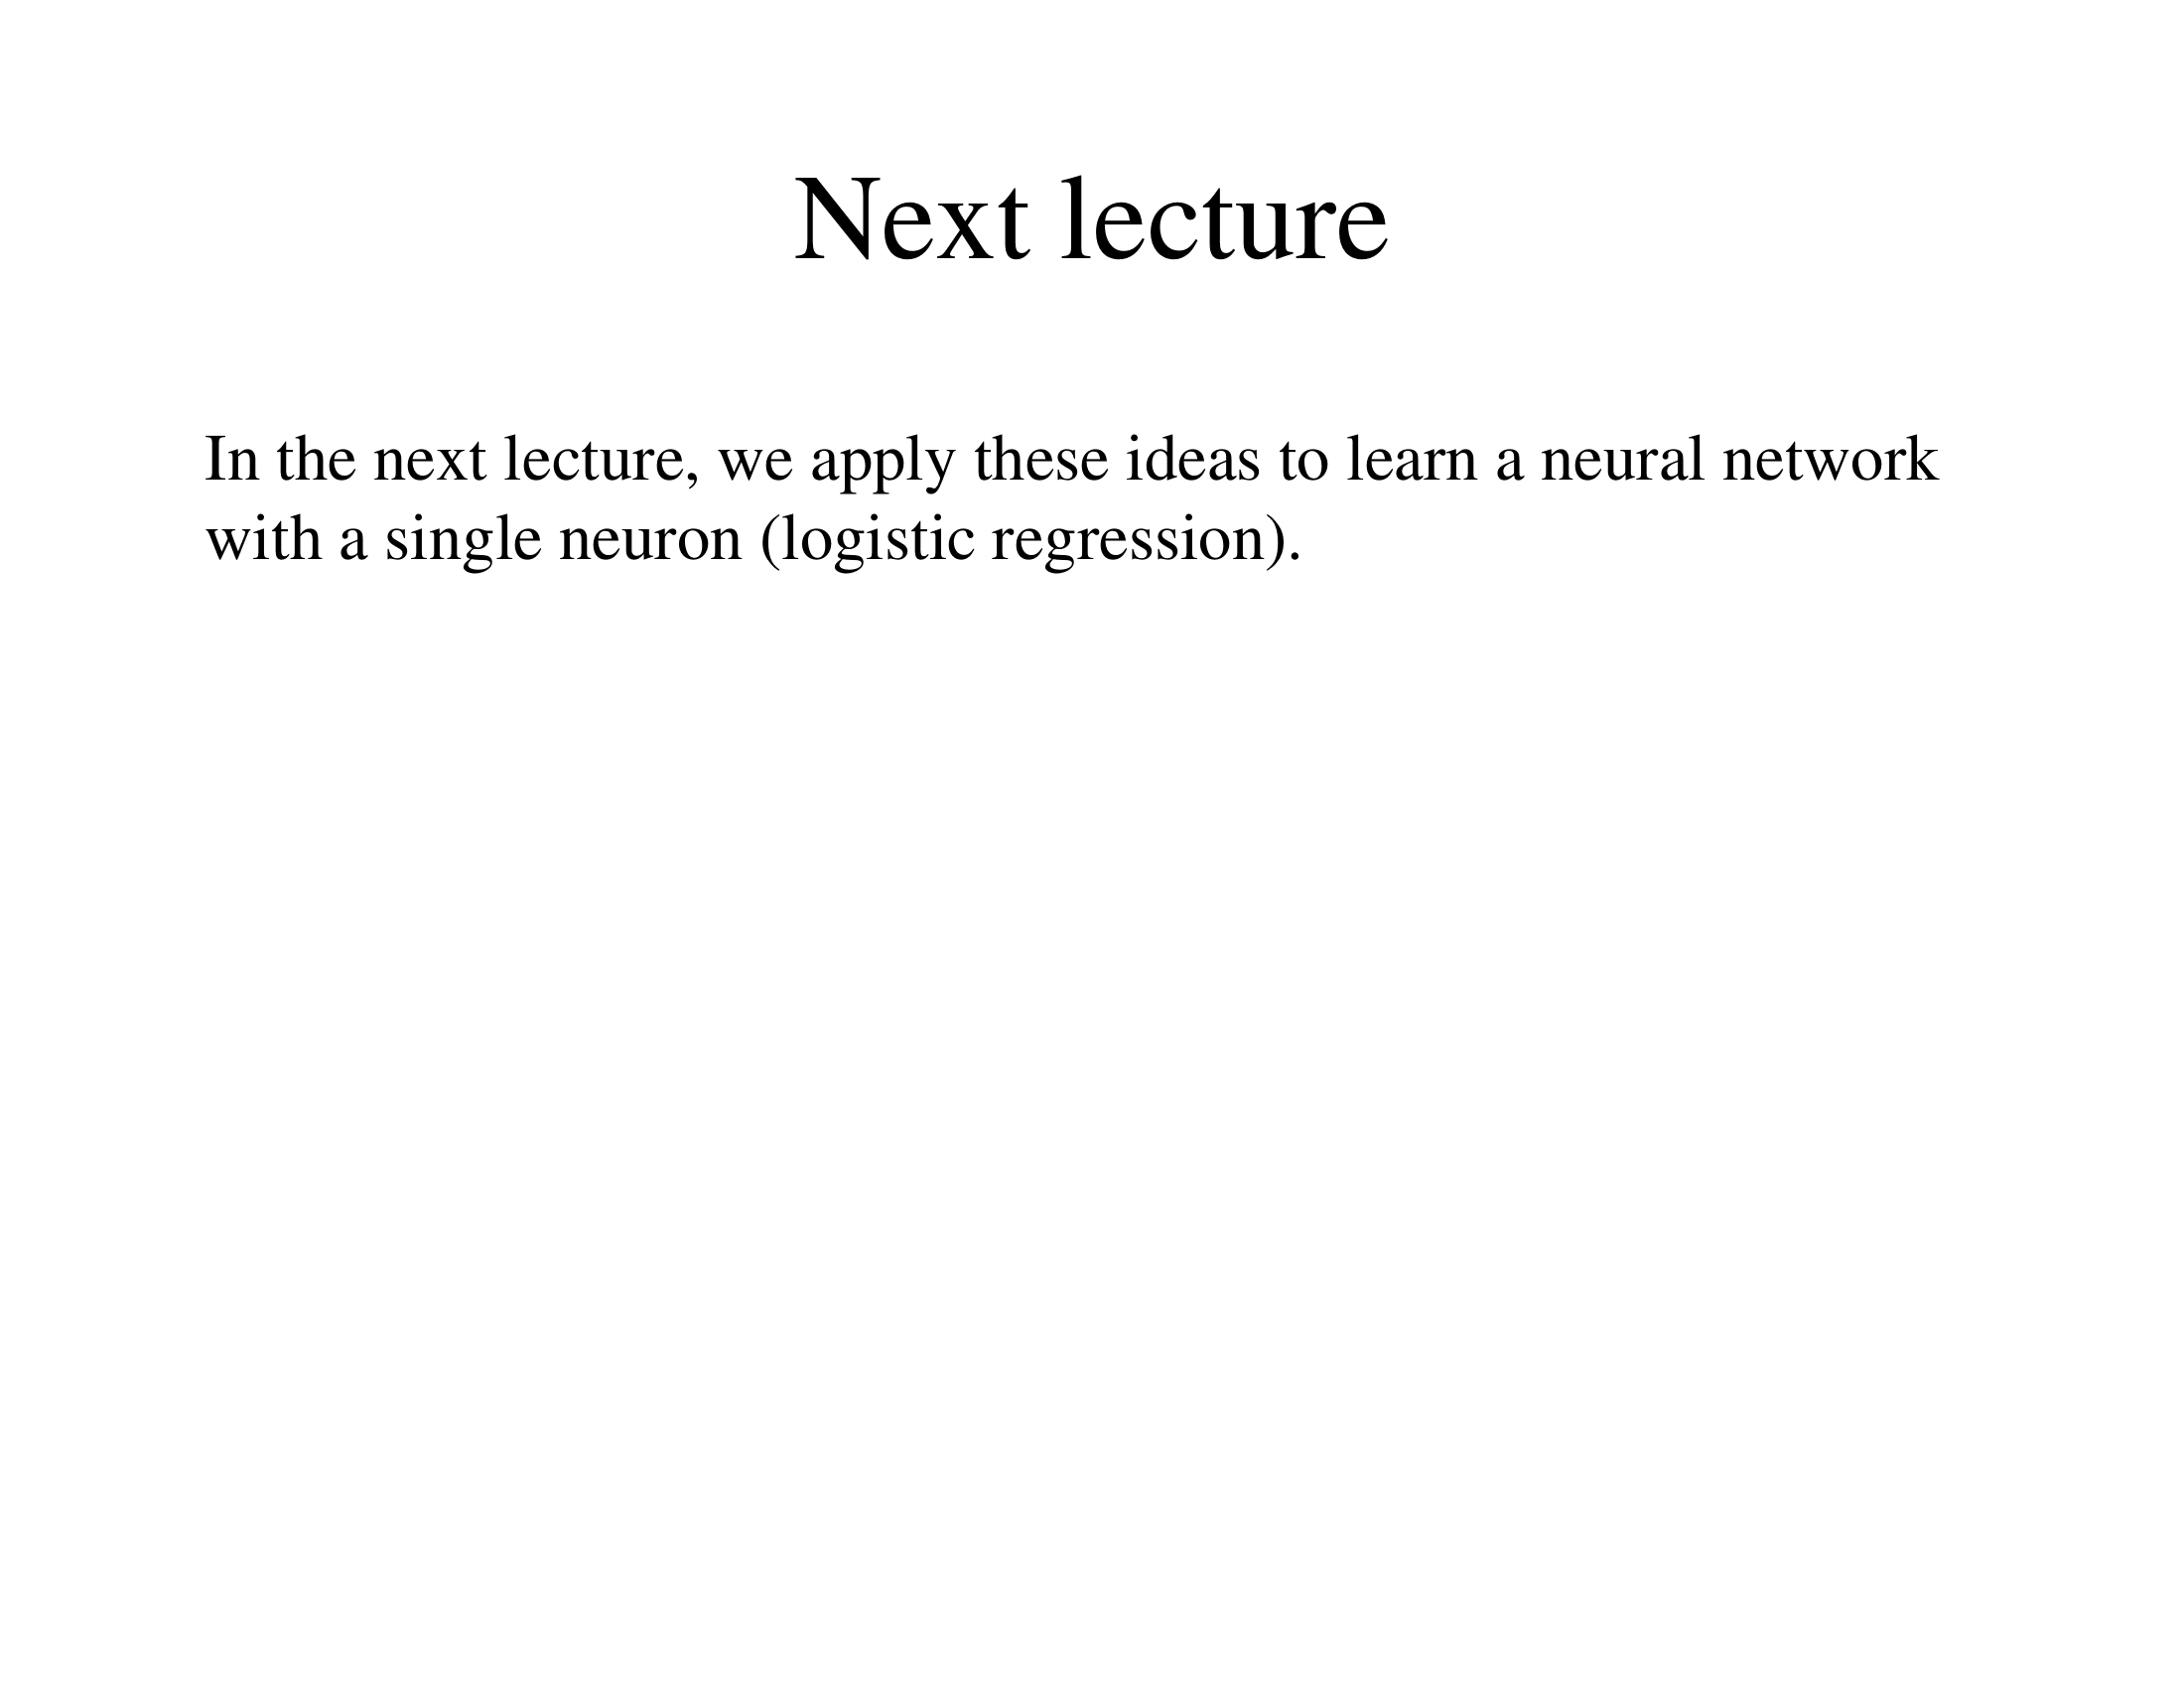 Next lecture
In the next lecture, we apply these ideas to learn a neural network
with a single neuron (logistic regression).